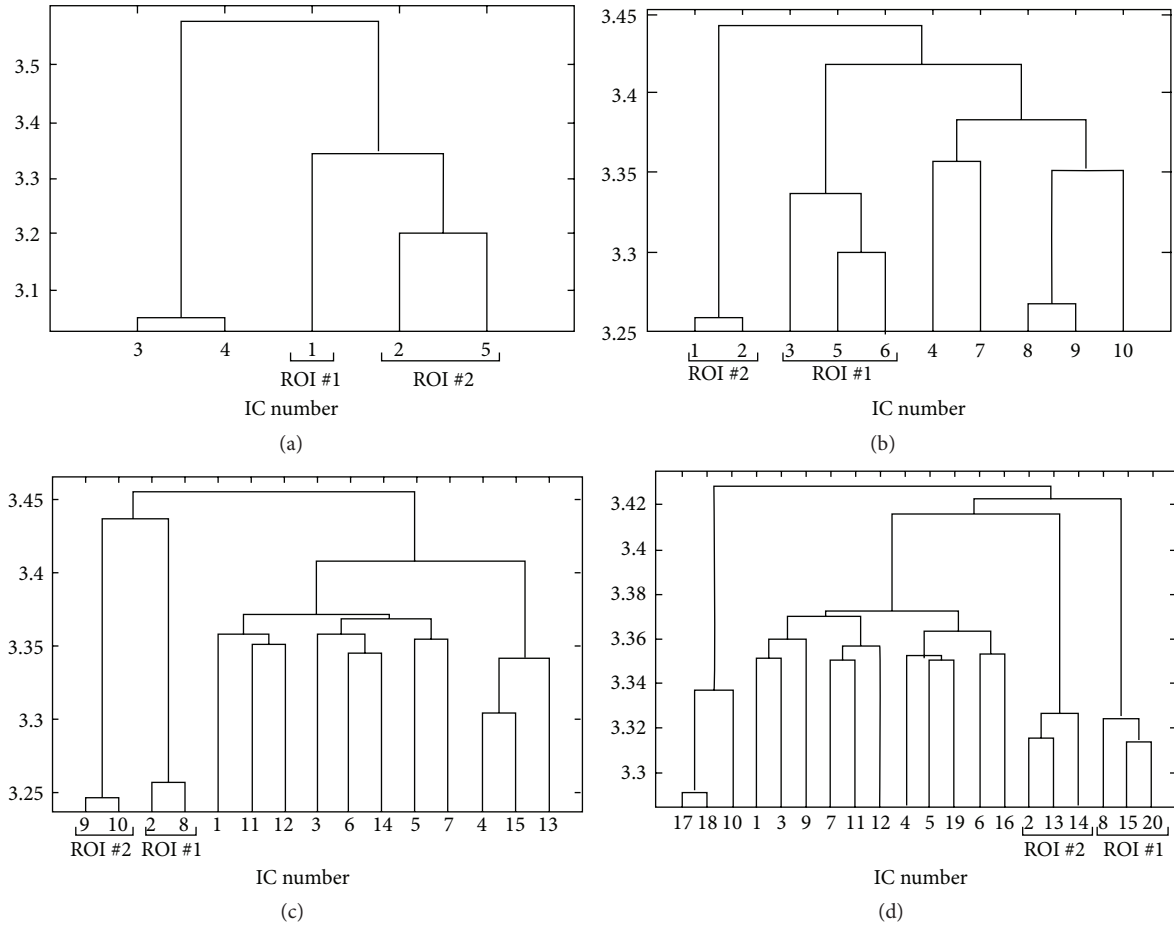 3.5
3.4
3.3
3.2
3.1
3 4 1 2 5
ROI #1 ROI #2
IC number
(a)
3.45
3.4
3.35
3.3
3.25
1 2 3 5 6 4 7 8 9 10
ROI #2 ROI #1
IC number
(b)
3.45
3.4
3.35
3.3
3.25
9 10 2 8 1 11 12 3 6 14 5 7 4 15 13
ROI #2 ROI #1
IC number
(c)
3.42
3.4
3.38
3.36
3.34
3.32
3.3
17 18 10 1 3 9 7 11 12 4 5 19 6 16 2 13 14 8 15 20
ROI #2 ROI #1
IC number
(d)